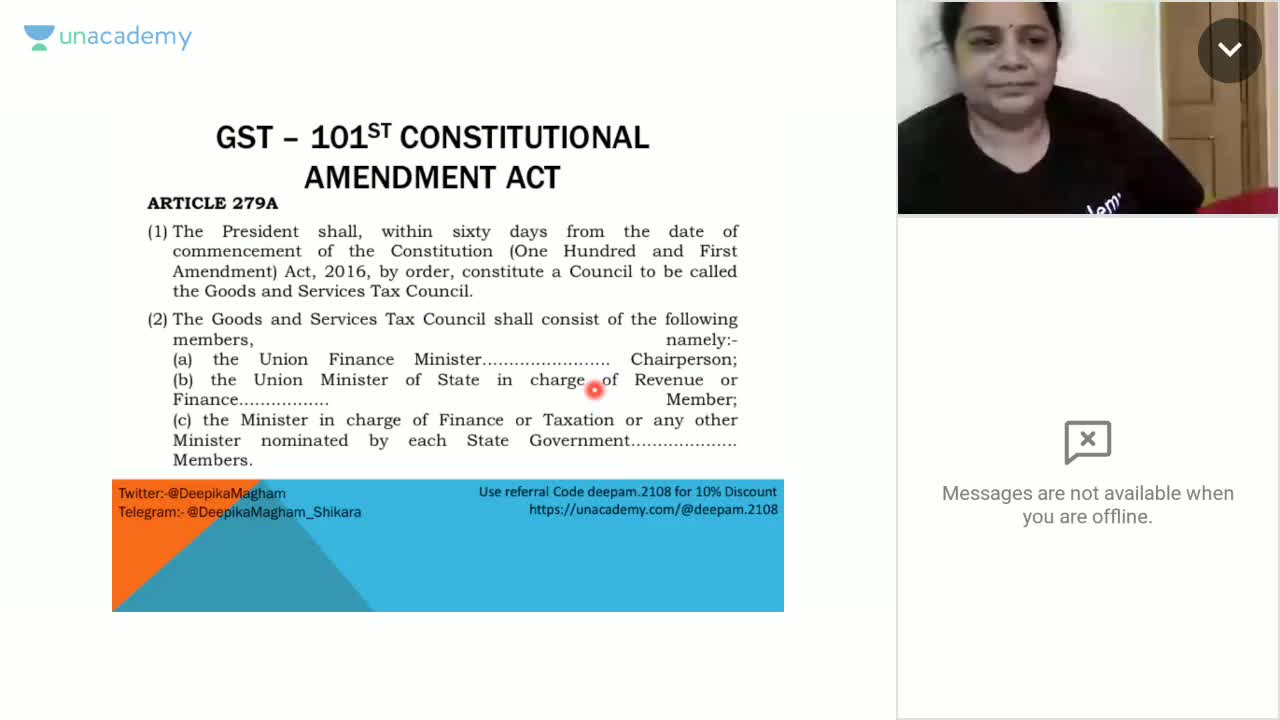 unacademy
GST – 101ST CONSTITUTIONAL
AMENDMENT ACT
ARTICLE 279A
(1) The President shall, within sixty days from the date of
commencement of the Constitution (One Hundred and First
Amendment) Act, 2016, by order, constitute a Council to be called
the Goods and Services Tax Council.
(2) The Goods and Services Tax Council shall consist of the following
members, namely:-
(a) the Union Finance Minister........................ Chairperson;
(b) the Union Minister of State in charge of Revenue or
Finance................. Member;
(c) the Minister in charge of Finance or Taxation or any other
Minister nominated by each State Government....................
Members.
Twitter:-@DeepikaMagham
Telegram:- @DeepikaMagham_Shikara
Use referral Code deepam.2108 for 10% Discount
https://unacademy.com/@deepam.2108
Messages are not available when
you are offline.